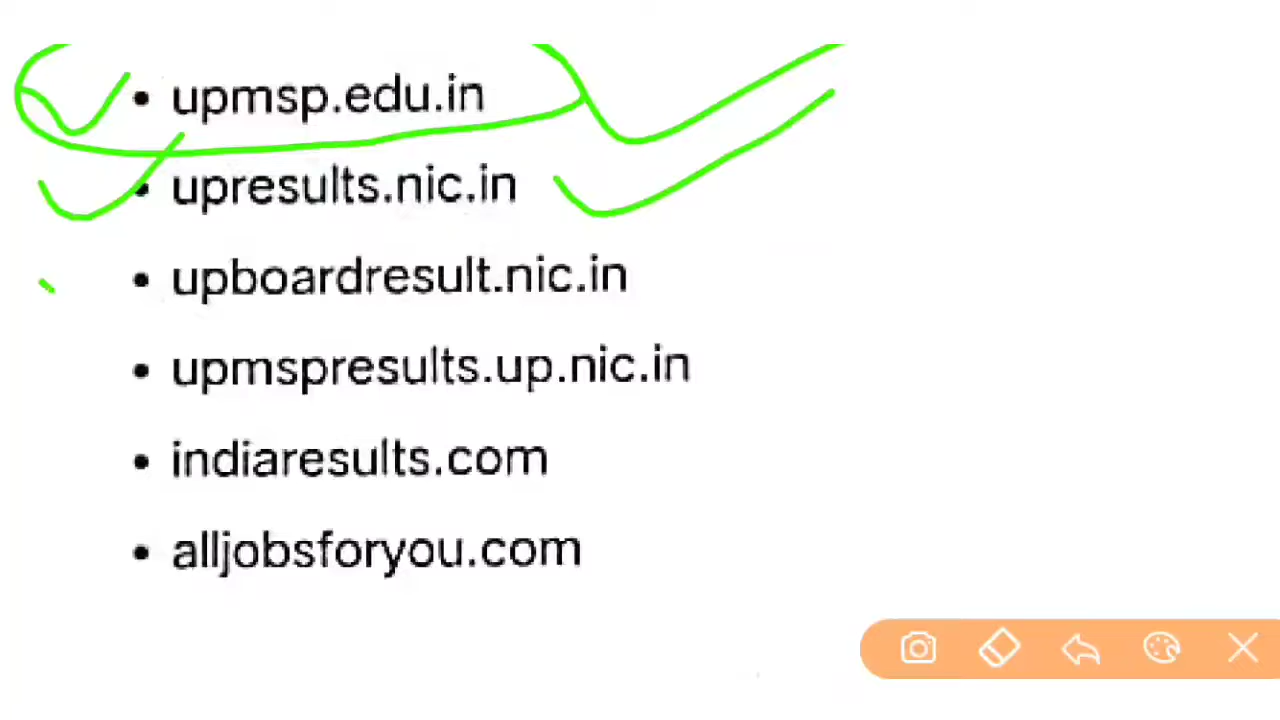 • upmsp.edu.in
• upresults.nic.in
• upboardresult.nic.in
• upmspresults.up.nic.in
• indiaresults.com
• alljobsforyou.com